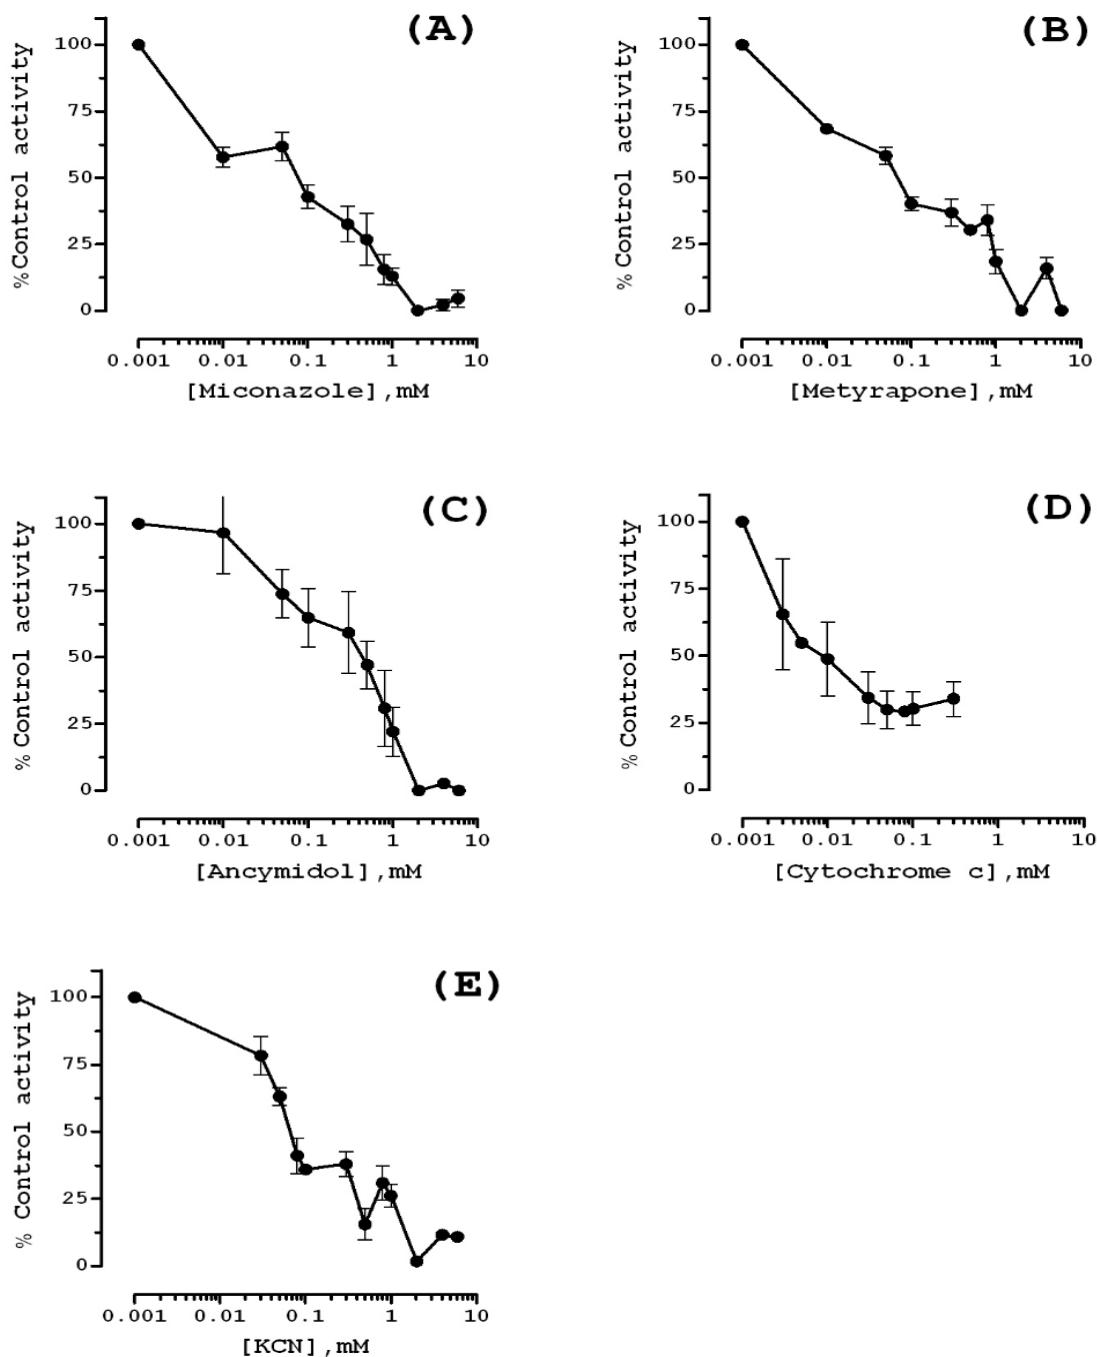 (A)
% Control activity
100
75
50
25
0
0.001 0.01 0.1 1 10
[Miconazole],mM
(B)
% Control activity
100
75
50
25
0
0.001 0.01 0.1 1 10
[Metyrapone],mM
(C)
% Control activity
100
75
50
25
0
0.001 0.01 0.1 1 10
[Ancymidol],mM
(D)
% Control activity
100
75
50
25
0
0.001 0.01 0.1 1 10
[Cytochrome c],mM
(E)
% Control activity
100
75
50
25
0
0.001 0.01 0.1 1 10
[KCN],mM